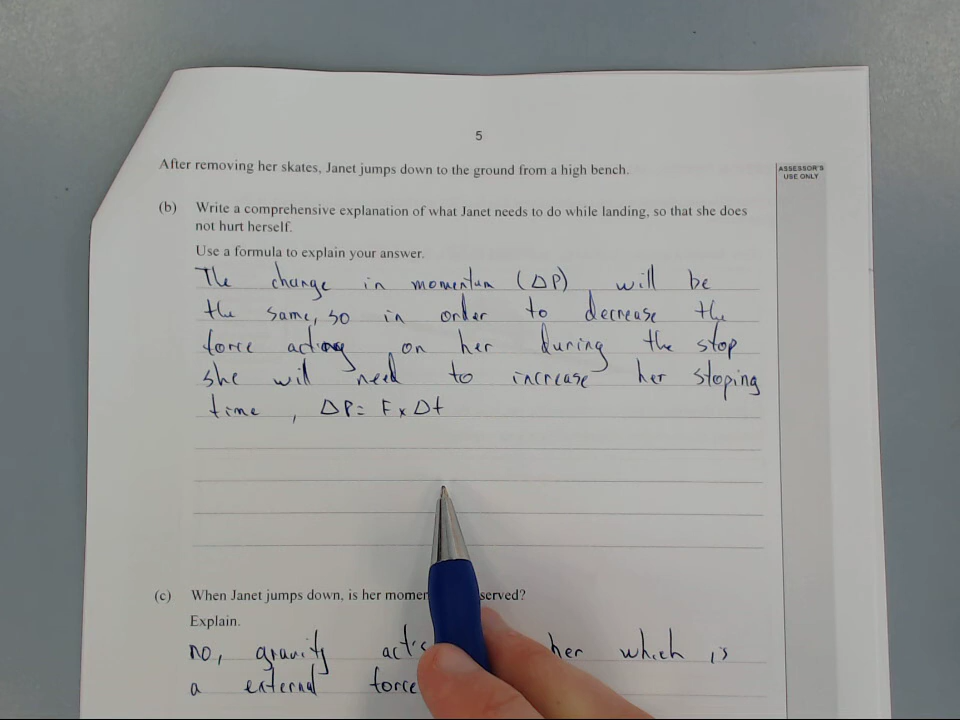 5
After removing her skates, Janet jumps down to the ground from a high bench.
ASSESSOR'S
USE ONLY
(b) Write a comprehensive explanation of what Janet needs to do while landing, so that she does
not hurt herself.
Use a formula to explain your answer.
The change in momentum (ΔP) will be
the same, so in order to decrease the
force acting on her during the stop
she will need to increase her stoping
time, ΔP = F x Δt
(c) When Janet jumps down, is her
Explain.
no, gravity her which is
a external force